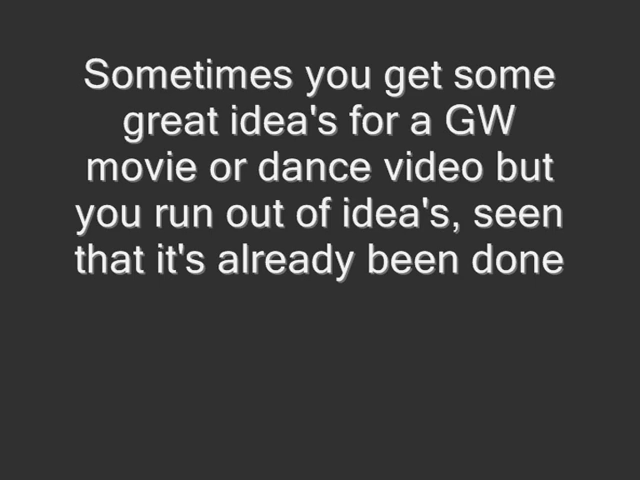 Sometimes you get some
great idea's for a GW
movie or dance video but
you run out of idea's, seen
that it's already been done